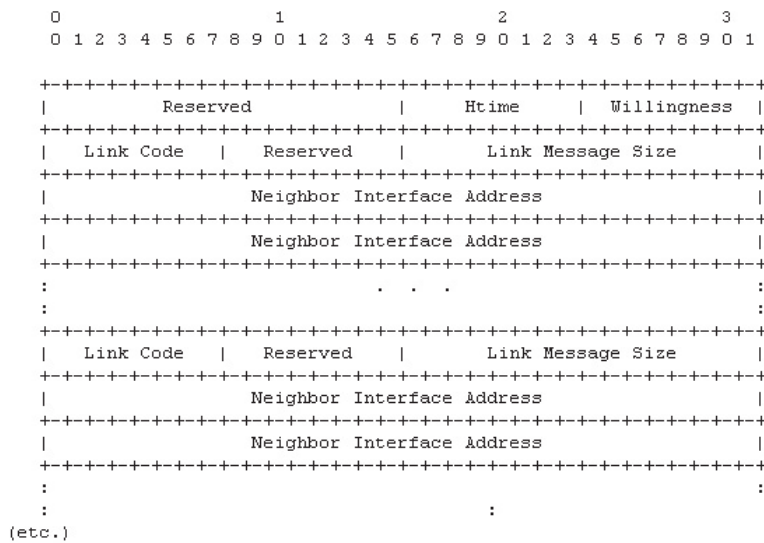 0                   1                   2                   3
0 1 2 3 4 5 6 7 8 9 0 1 2 3 4 5 6 7 8 9 0 1 2 3 4 5 6 7 8 9 0 1
+-+-+-+-+-+-+-+-+-+-+-+-+-+-+-+-+-+-+-+-+-+-+-+-+-+-+-+-+-+-+-+-+
|          Reserved             |     Htime     |  Willingness  |
+-+-+-+-+-+-+-+-+-+-+-+-+-+-+-+-+-+-+-+-+-+-+-+-+-+-+-+-+-+-+-+-+
|   Link Code   |   Reserved    |       Link Message Size       |
+-+-+-+-+-+-+-+-+-+-+-+-+-+-+-+-+-+-+-+-+-+-+-+-+-+-+-+-+-+-+-+-+
|                  Neighbor Interface Address                   |
+-+-+-+-+-+-+-+-+-+-+-+-+-+-+-+-+-+-+-+-+-+-+-+-+-+-+-+-+-+-+-+-+
|                  Neighbor Interface Address                   |
+-+-+-+-+-+-+-+-+-+-+-+-+-+-+-+-+-+-+-+-+-+-+-+-+-+-+-+-+-+-+-+-+
:                             .  .  .                           :
:                                                               :
+-+-+-+-+-+-+-+-+-+-+-+-+-+-+-+-+-+-+-+-+-+-+-+-+-+-+-+-+-+-+-+-+
|   Link Code   |   Reserved    |       Link Message Size       |
+-+-+-+-+-+-+-+-+-+-+-+-+-+-+-+-+-+-+-+-+-+-+-+-+-+-+-+-+-+-+-+-+
|                  Neighbor Interface Address                   |
+-+-+-+-+-+-+-+-+-+-+-+-+-+-+-+-+-+-+-+-+-+-+-+-+-+-+-+-+-+-+-+-+
|                  Neighbor Interface Address                   |
+-+-+-+-+-+-+-+-+-+-+-+-+-+-+-+-+-+-+-+-+-+-+-+-+-+-+-+-+-+-+-+-+
:                                                               :
:                                       :
(etc.)